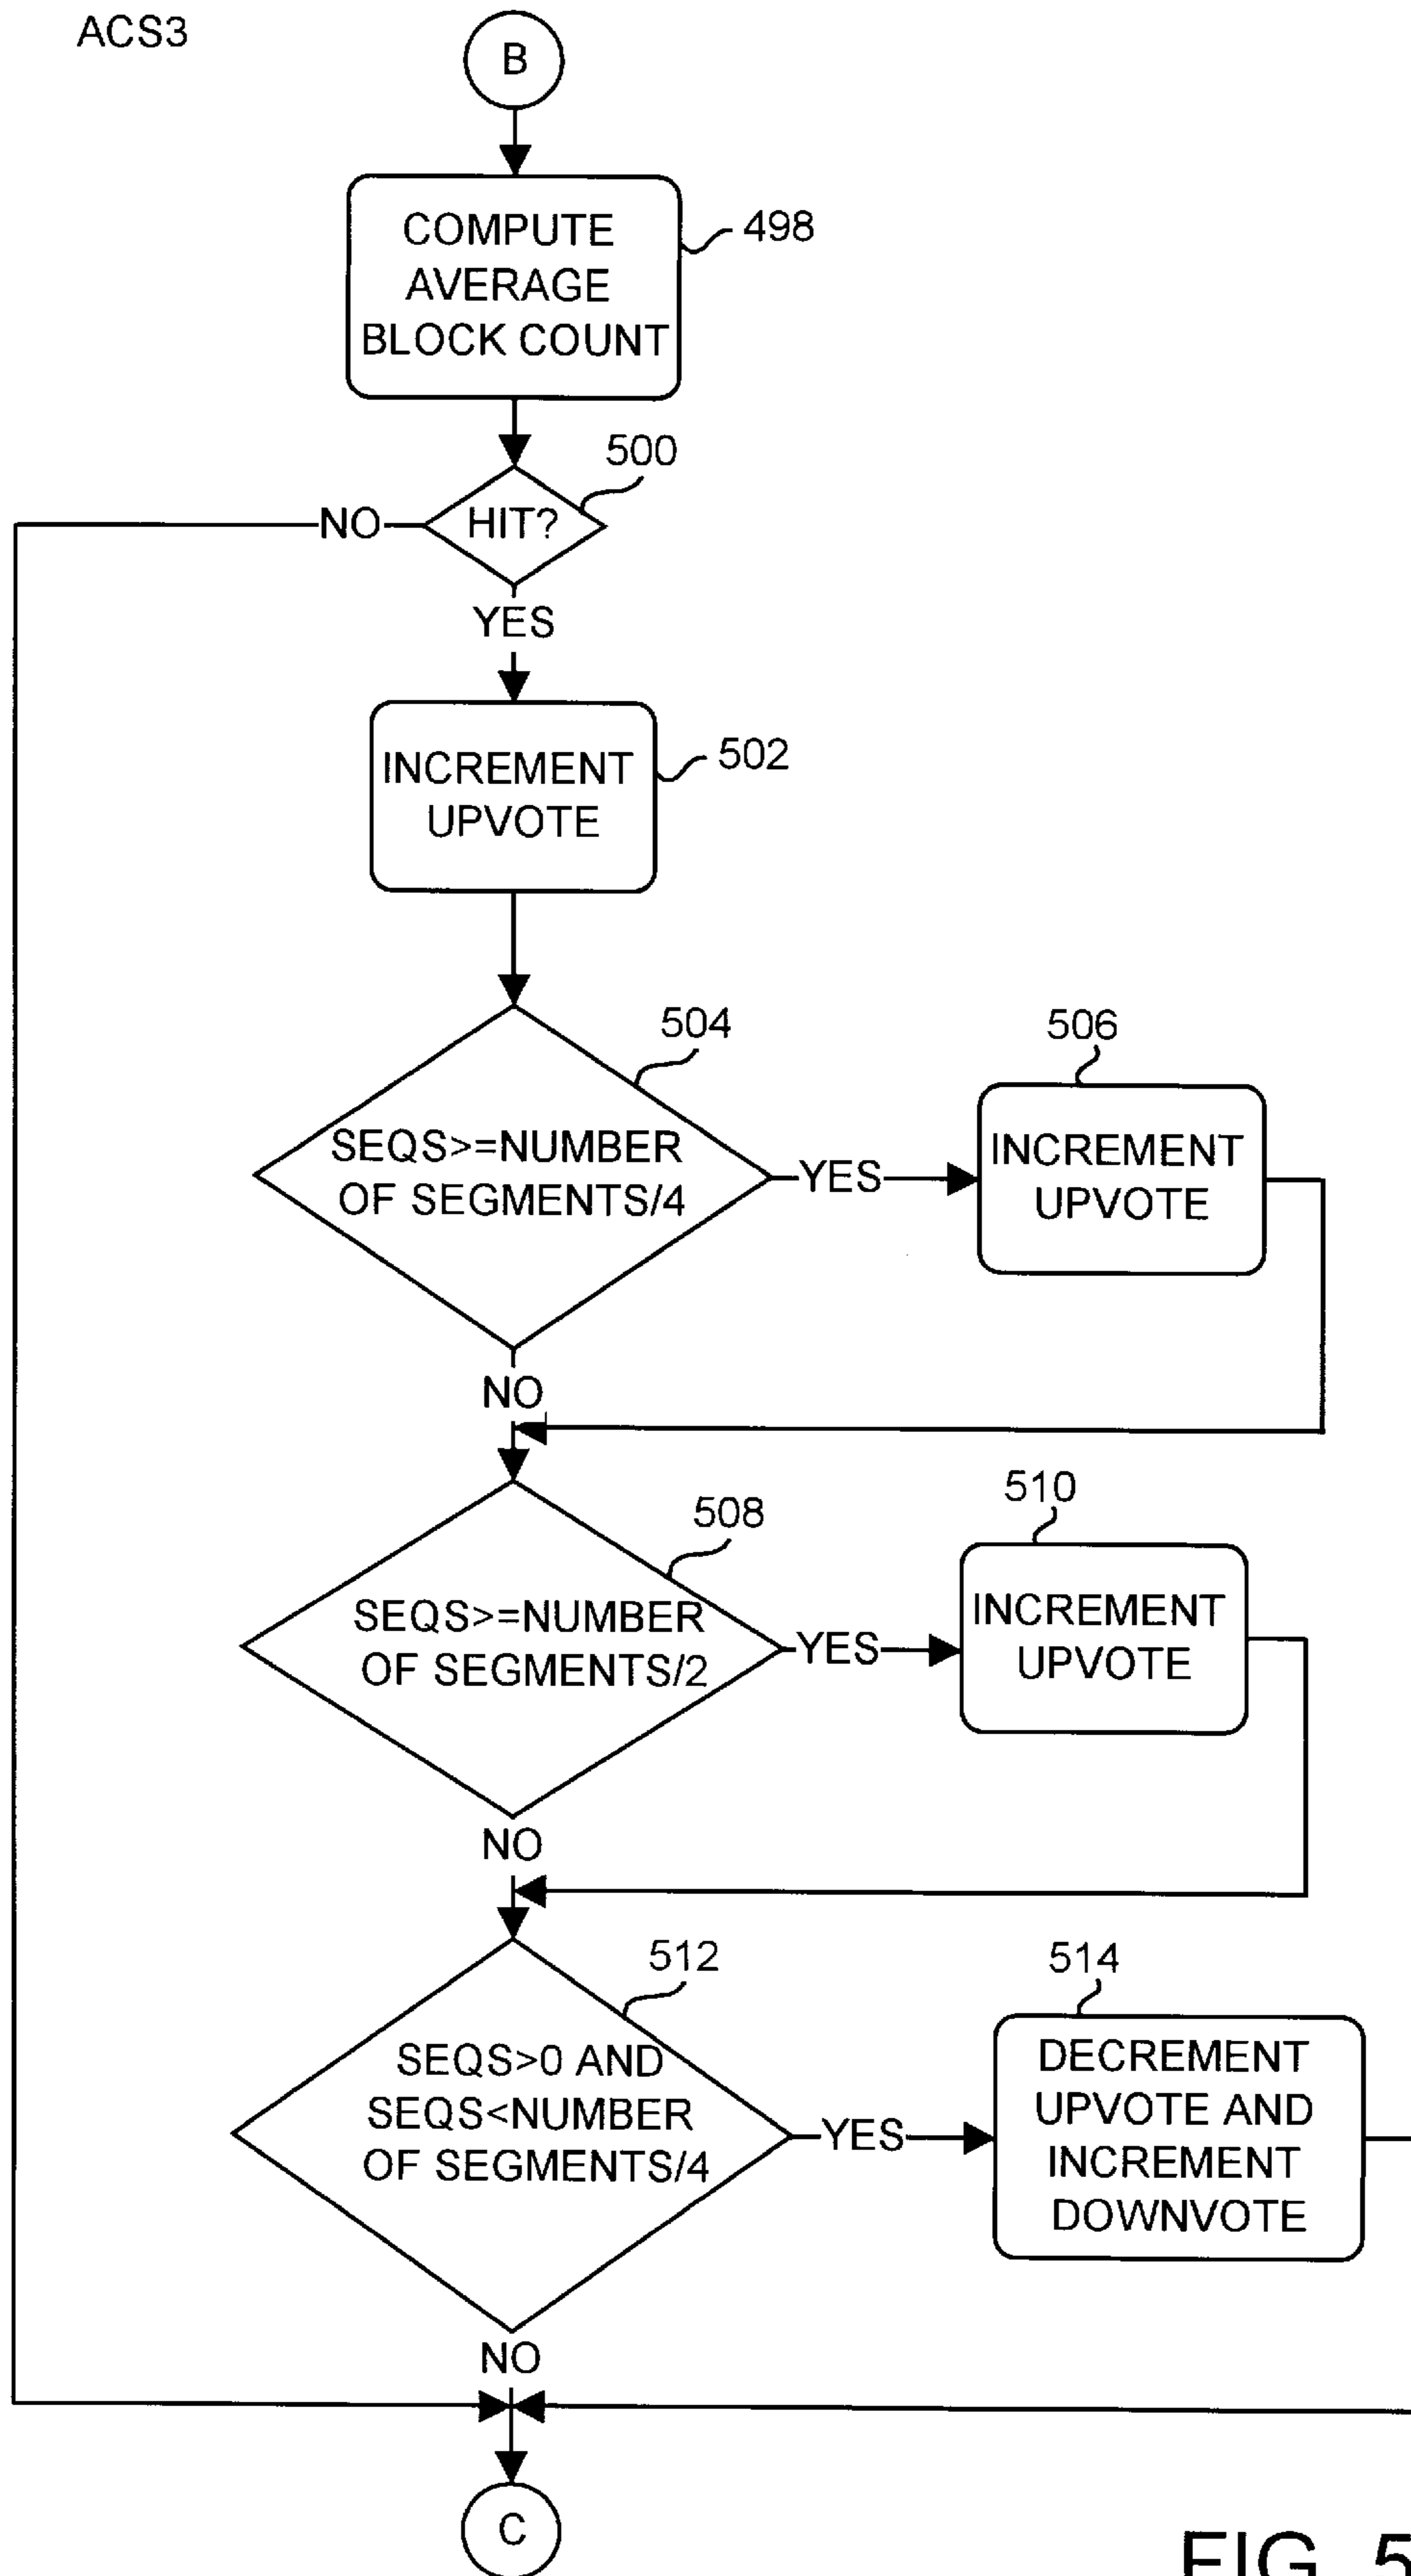 ACS3
B
COMPUTE
AVERAGE
BLOCK COUNT
498
500
HIT?
NO
YES
INCREMENT
UPVOTE
502
504
SEQS>=NUMBER
OF SEGMENTS/4
YES
506
INCREMENT
UPVOTE
NO
508
SEQS>=NUMBER
OF SEGMENTS/2
YES
510
INCREMENT
UPVOTE
NO
512
SEQS>0 AND
SEQS<NUMBER
OF SEGMENTS/4
YES
514
DECREMENT
UPVOTE AND
INCREMENT
DOWNVOTE
NO
C
FIG. 5